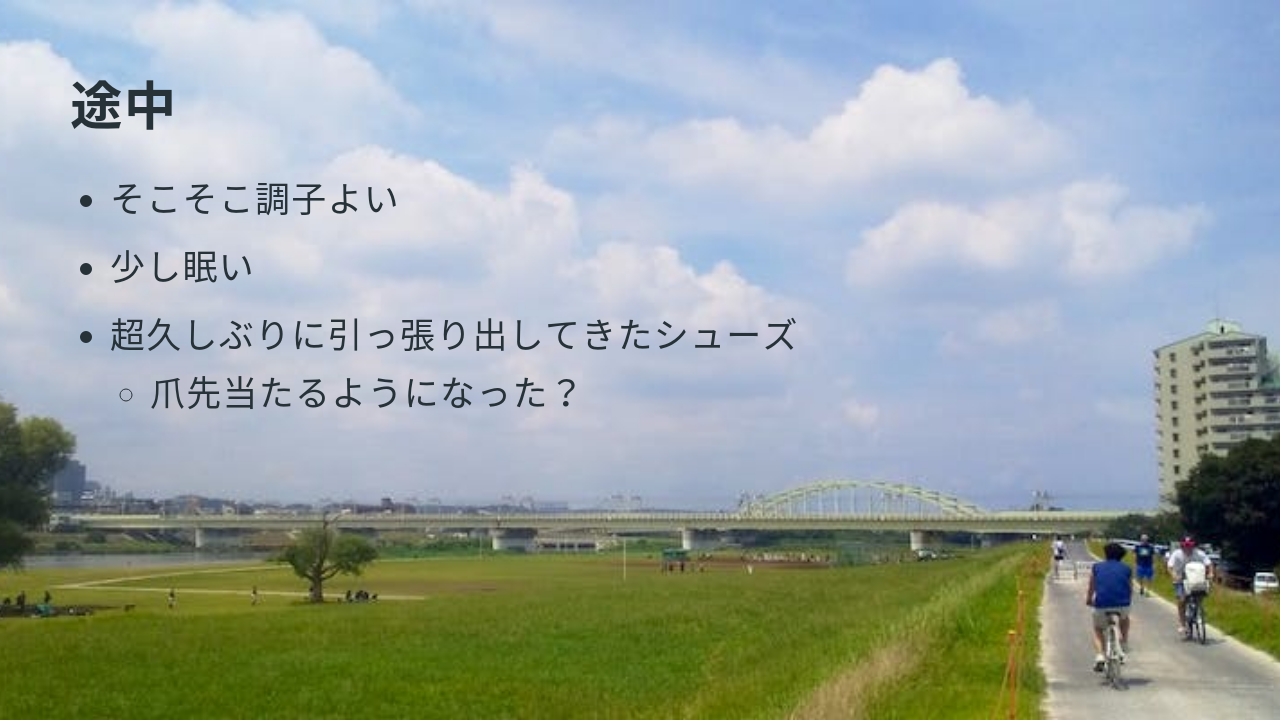 途中
そこそこ調子よい
少し眠い
超久しぶりに引っ張り出してきたシューズ
爪先当たるようになった？